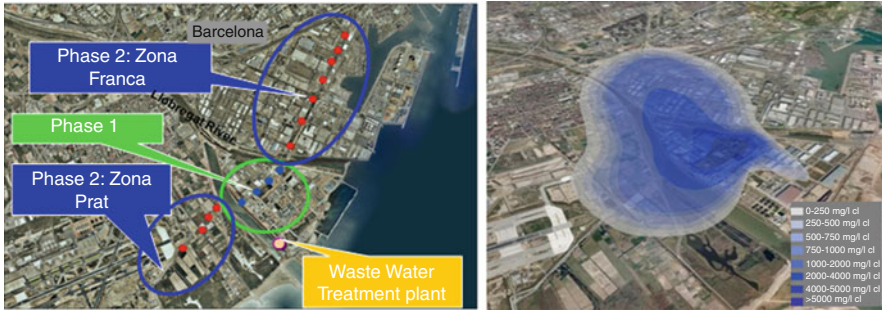 Barcelona
Phase 2: Zona
Franca
Llobregat River
Phase 1
Phase 2: Zona
Prat
Waste Water
Treatment plant
0-250 mg/l cl
250-500 mg/l cl
500-750 mg/l cl
750-1000 mg/l cl
1000-2000 mg/l cl
2000-4000 mg/l cl
4000-5000 mg/l cl
>5000 mg/l cl